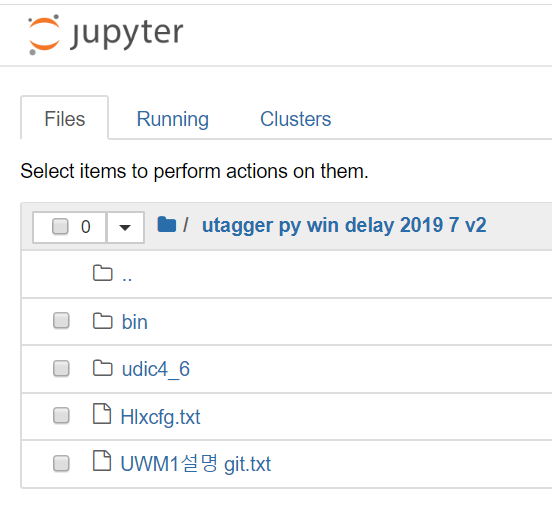 jupyter
Files Running Clusters
Select items to perform actions on them.
0 / utagger py win delay 2019 7 v2
..
bin
udic4_6
Hlxcfg.txt
UWM1설명 git.txt